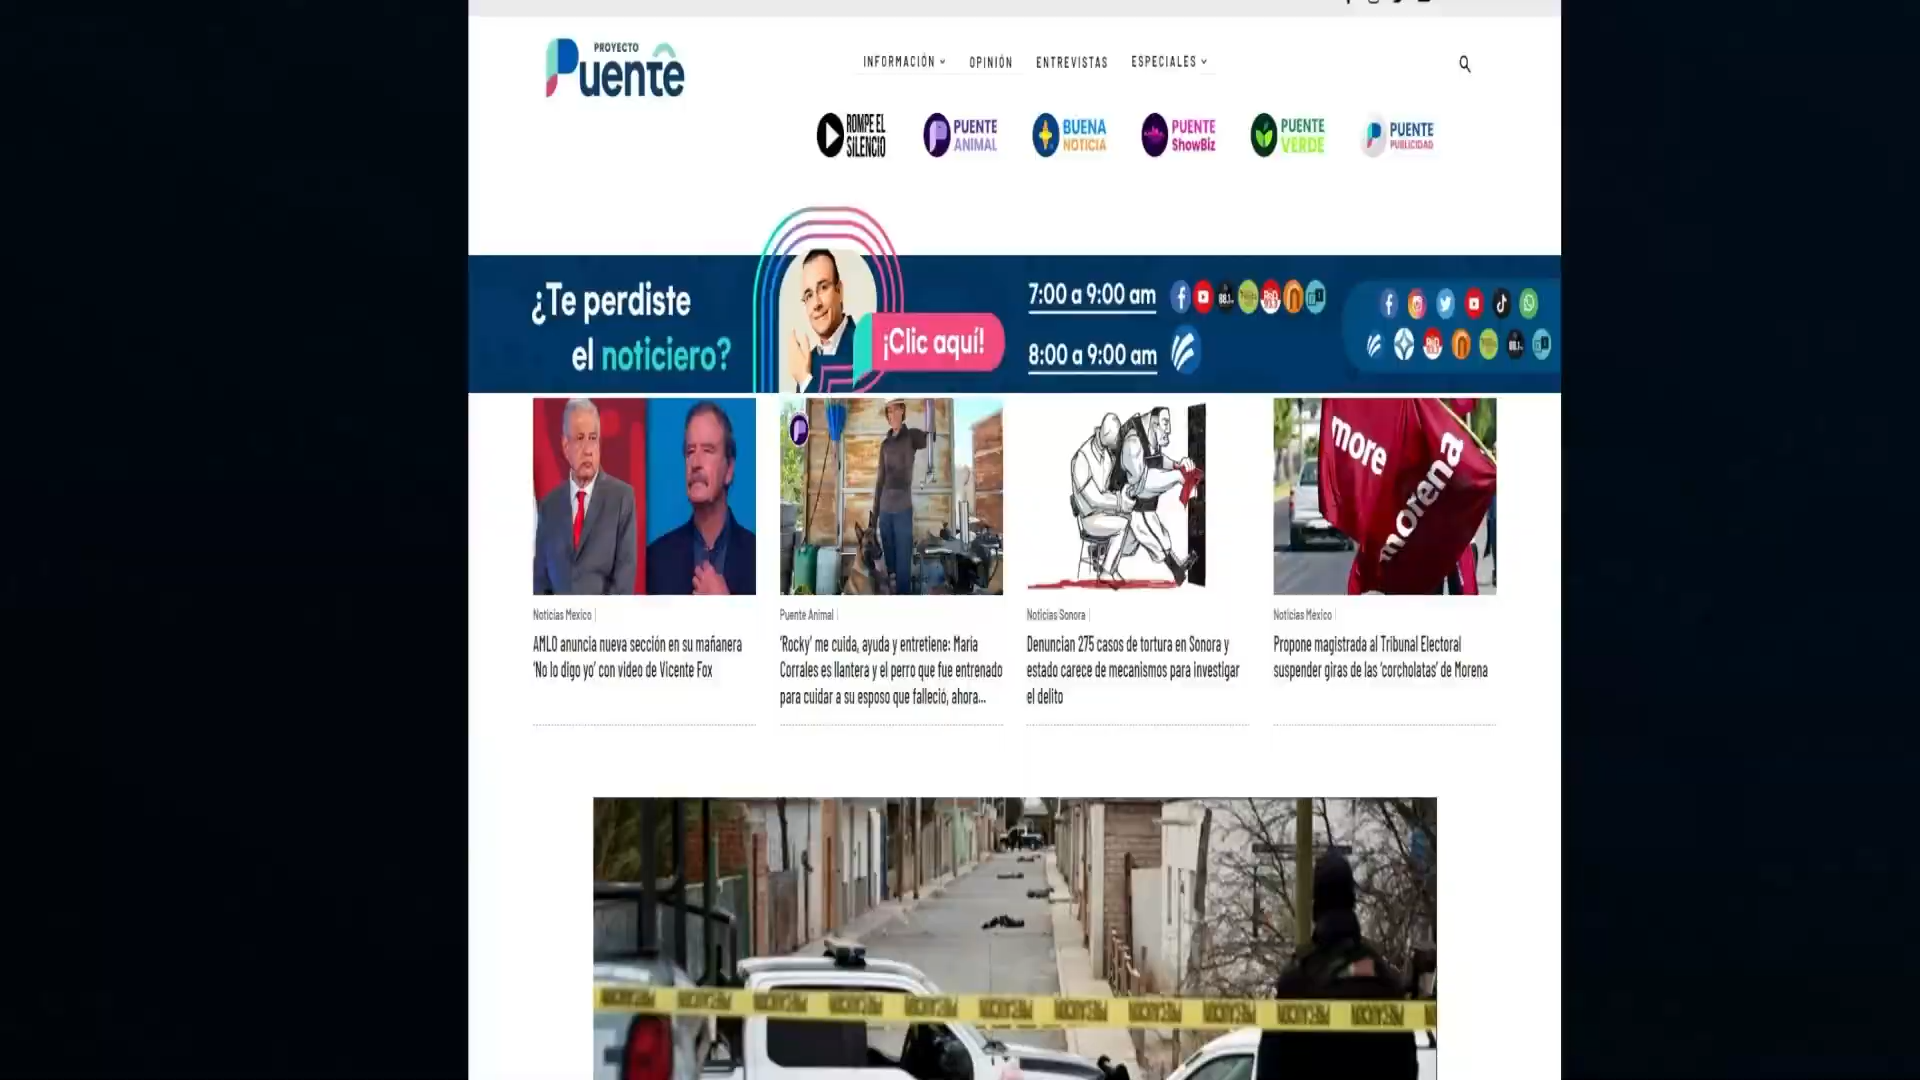 PROYECTO
Puente
INFORMACIÓN
OPINIÓN
ENTREVISTAS
ESPECIALES
ROMPE EL
SILENCIO
PUENTE
ANIMAL
BUENA
NOTICIA
PUENTE
ShowBiz
PUENTE
VERDE
PUENTE
PUBLICIDAD
¿Te perdiste
el noticiero?
¡Clic aquí!
7:00 a 9:00 am
8:00 a 9:00 am
more
morena
Noticias Mexico
AMLO anuncia nueva sección en su mañanera
'No lo digo yo' con video de Vicente Fox
Puente Animal
'Rocky' me cuida, ayuda y entretiene: María
Corrales es llantera y el perro que fue entrenado
para cuidar a su esposo que falleció, ahora...
Noticias Sonora
Denuncian 275 casos de tortura en Sonora y
estado carece de mecanismos para investigar
el delito
Noticias Mexico
Propone magistrada al Tribunal Electoral
suspender giras de las 'corcholatas' de Morena